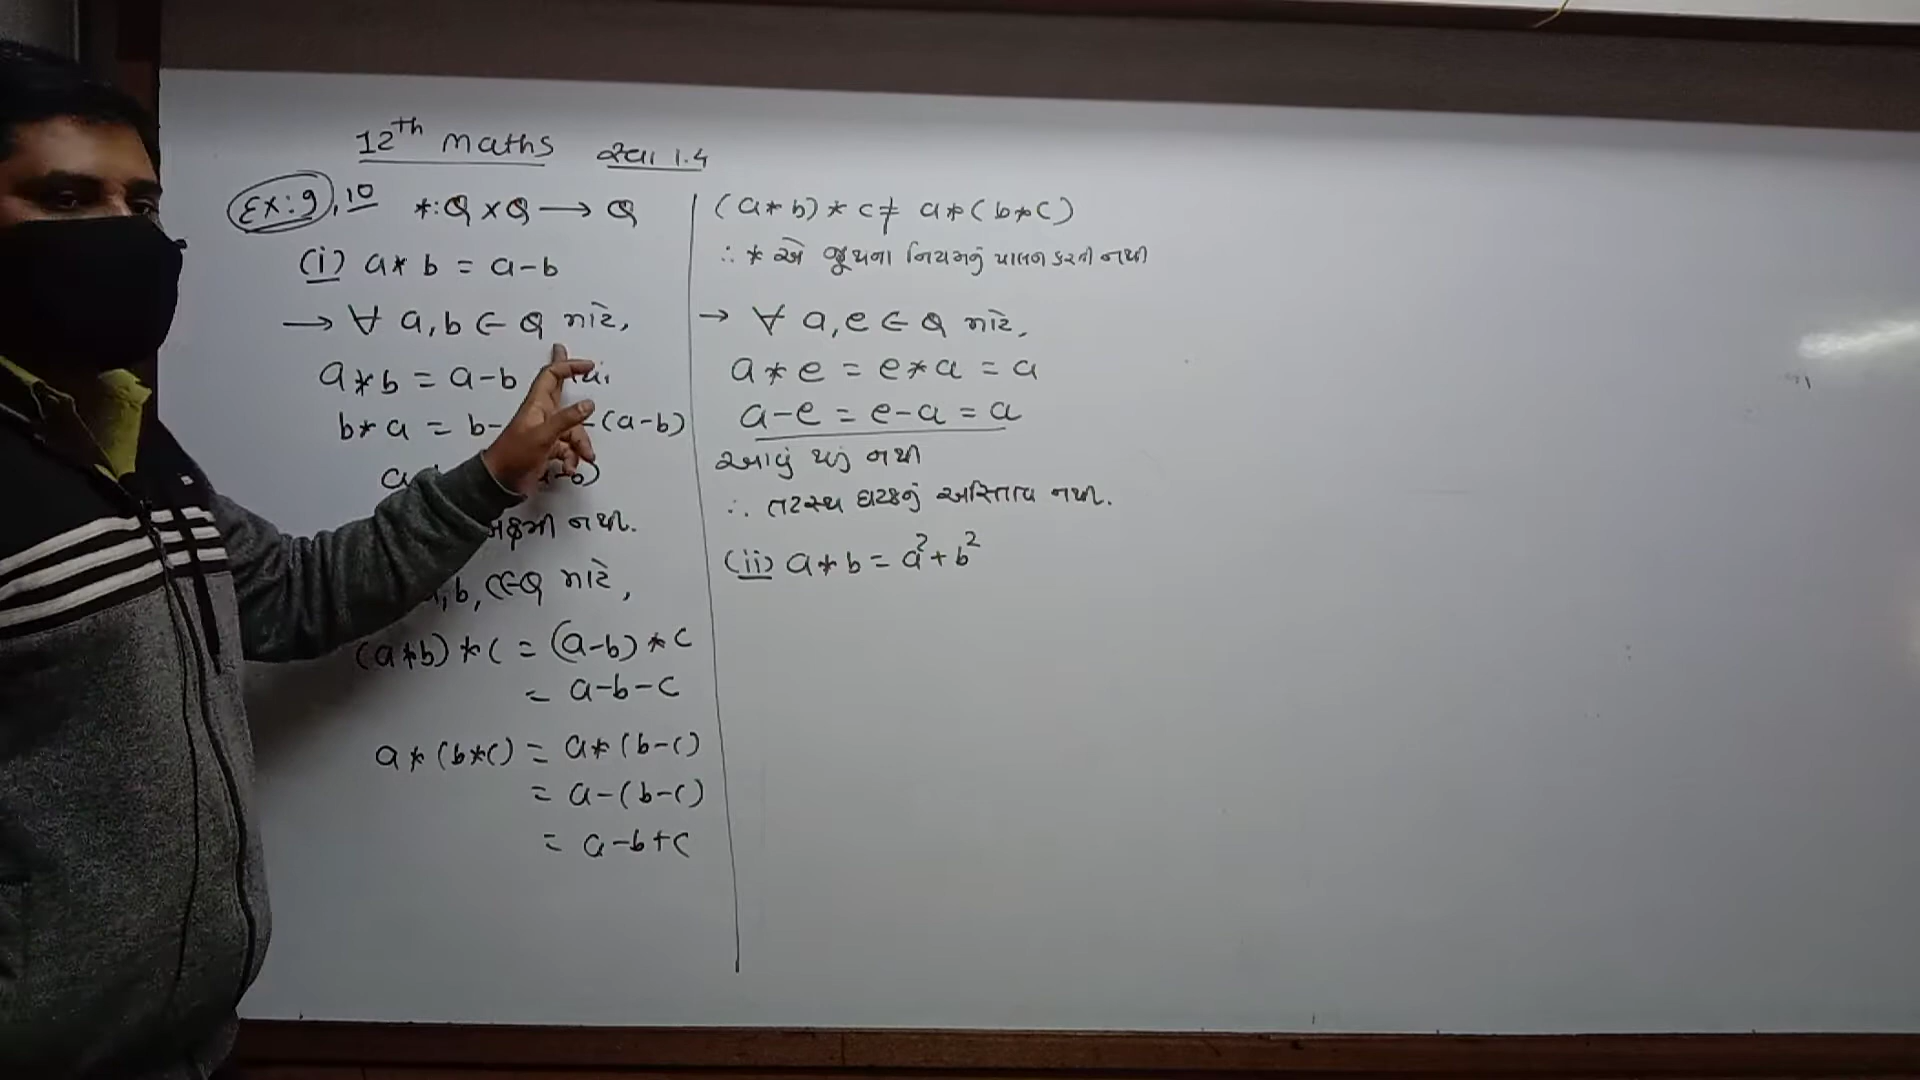 12th maths સ્વા 1.4
Ex:9,10 *:Q×Q⟶Q
(i) a*b = a-b
→ ∀ a,b ∈ Q માટે,
a*b = a-b
b*a = b- -(a-b)
નથી.
b, c∈Q માટે,
(a*b)*c = (a-b)*c
= a-b-c
a*(b*c) = a*(b-c)
= a-(b-c)
= a-b+c
(a*b)*c ≠ a*(b*c)
∴ * એ જૂથના નિયમનું પાલન કરતી નથી
→ ∀ a,e ∈ Q માટે,
a*e = e*a = a
a-e = e-a = a
આવું થતું નથી
∴ તટસ્થ ઘટકનું અસ્તિત્વ નથી.
(ii) a*b = a²+b²